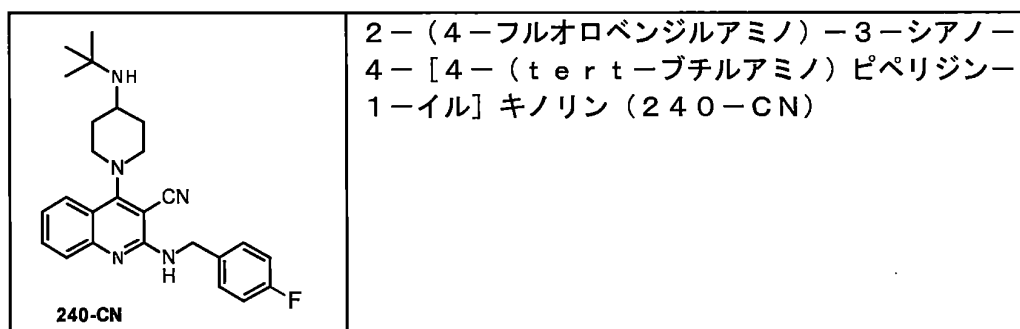 NH
N
CN
N
N
H
F
240-CN
2－（4－フルオロベンジルアミノ）－3－シアノ－
4－［4－（ｔｅｒｔ－ブチルアミノ）ピペリジン－
1－イル］キノリン（240－CN）